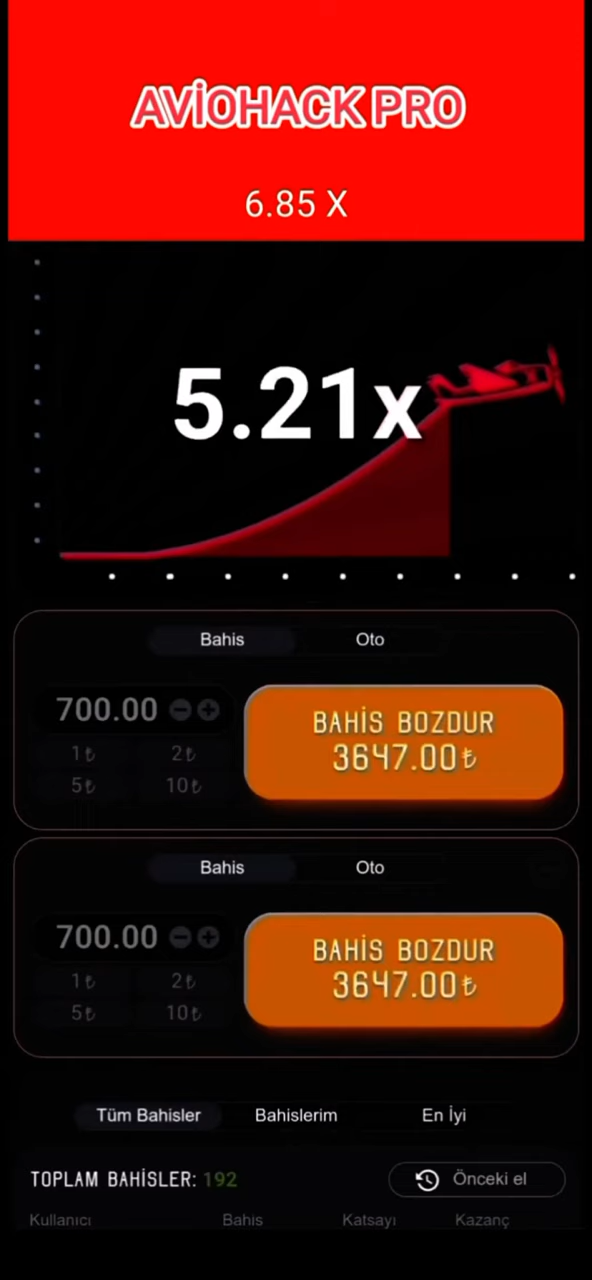 AVİOHACK PRO
6.85 X
5.21x
Bahis Oto
700.00
1₺ 2₺
5₺ 10₺
BAHİS BOZDUR
3647.00₺
Bahis Oto
700.00
1₺ 2₺
5₺ 10₺
BAHİS BOZDUR
3647.00₺
Tüm Bahisler Bahislerim En İyi
TOPLAM BAHİSLER: 192 Önceki el
Kullanıcı Bahis Katsayı Kazanç